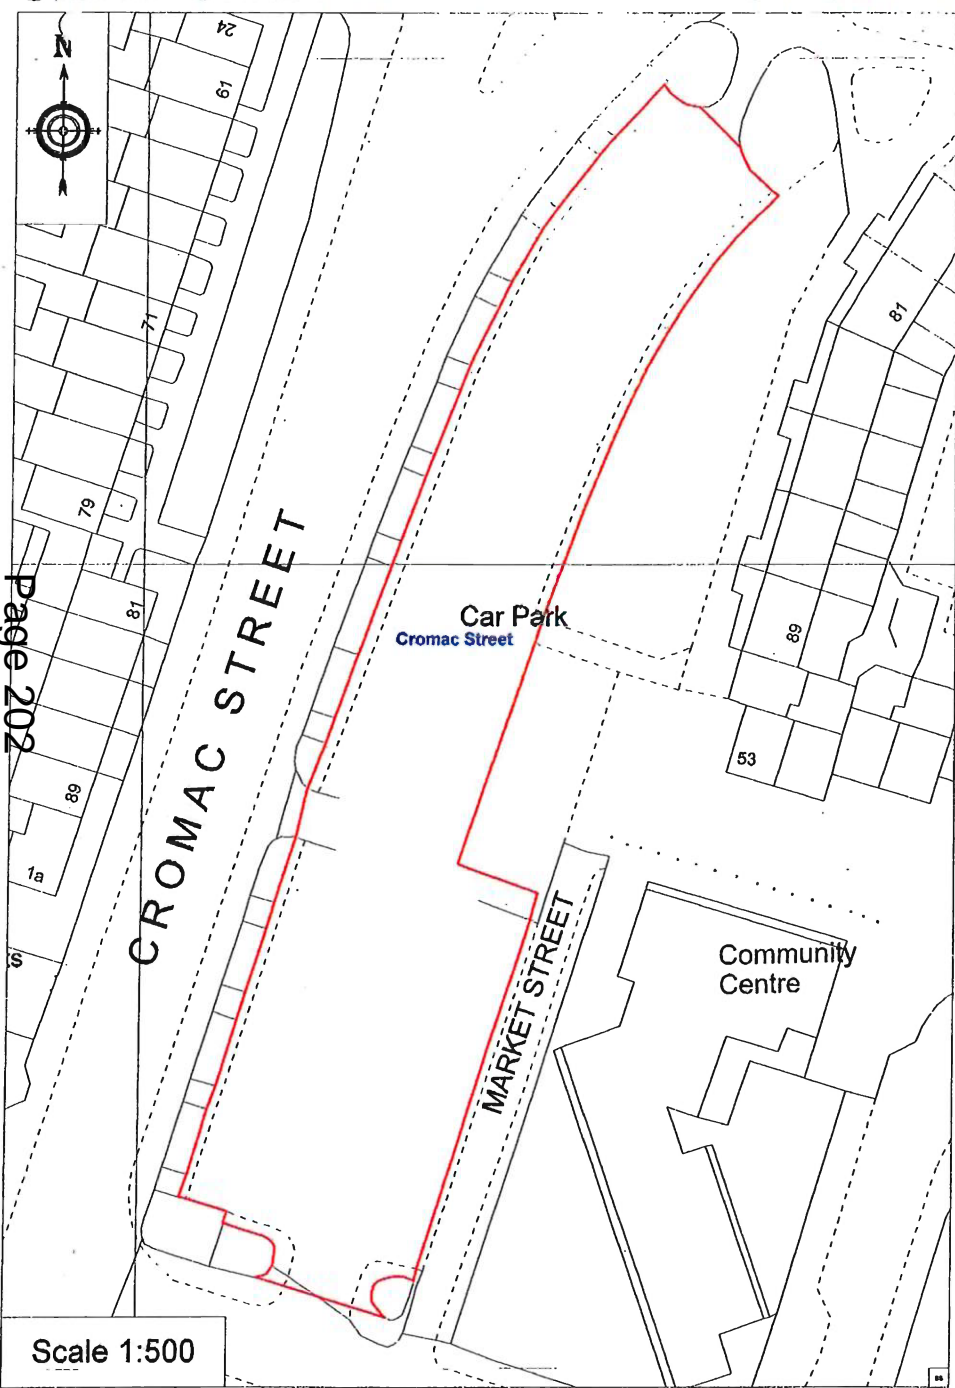 N
24
61
71
79
81
89
1a
Page 202
CROMAC STREET
Car Park
Cromac Street
81
89
53
MARKET STREET
Community
Centre
Scale 1:500